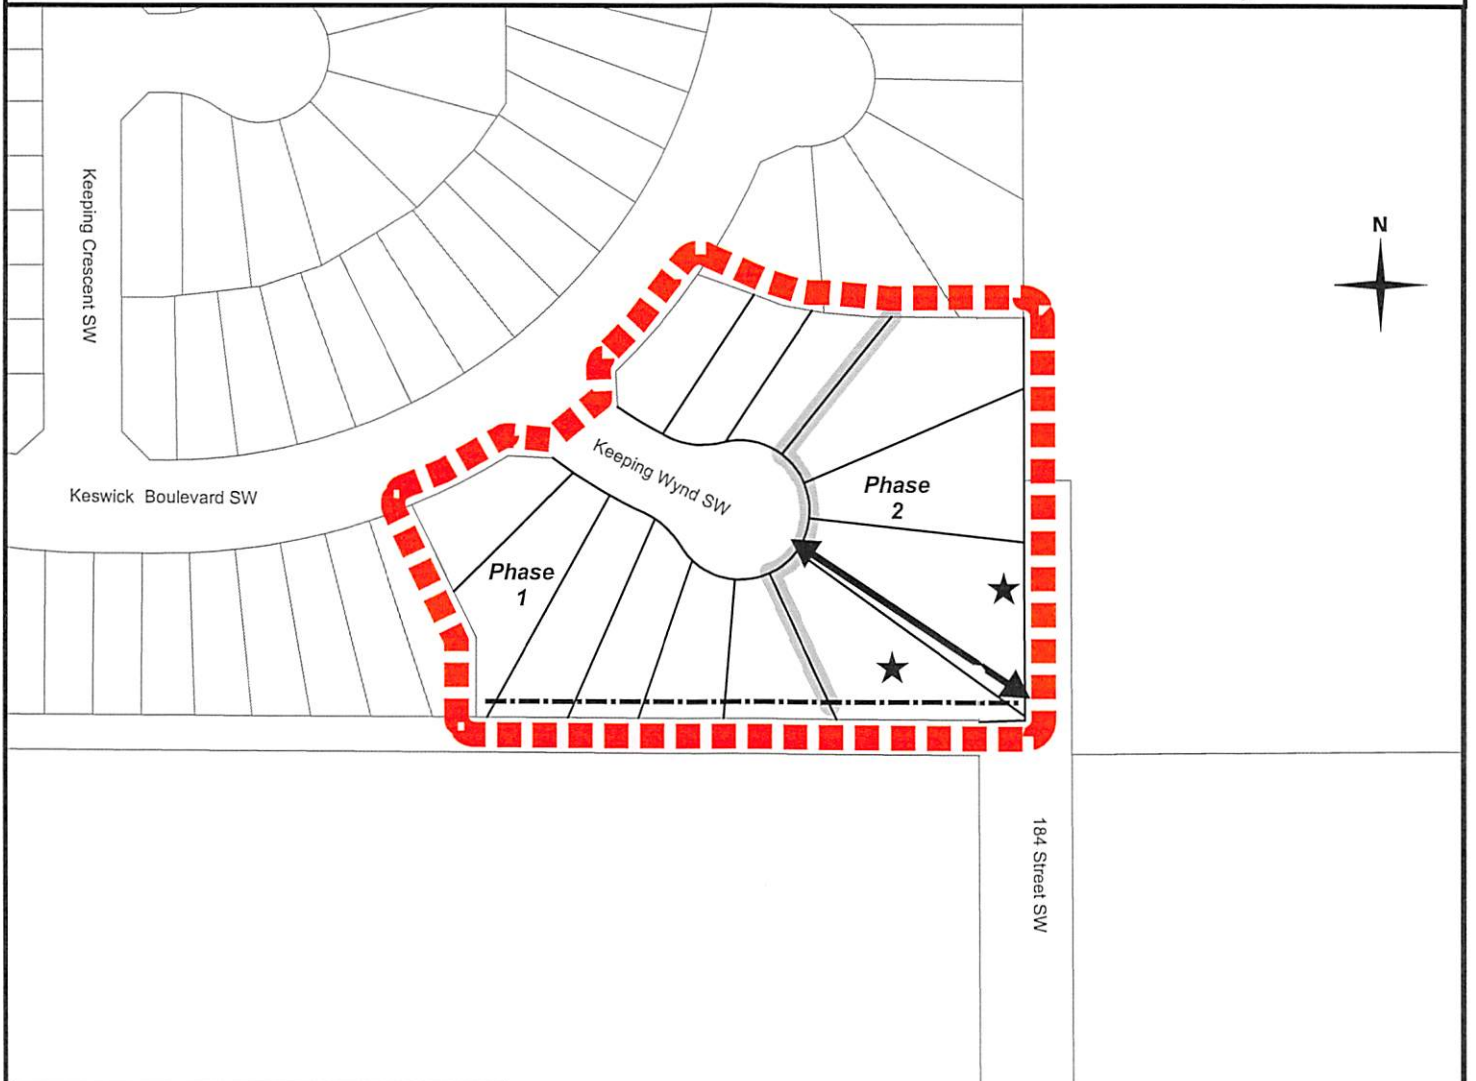 N
Keeping Crescent SW
Keeping Wynd SW
Keswick Boulevard SW
Phase
2
Phase
1
184 Street SW